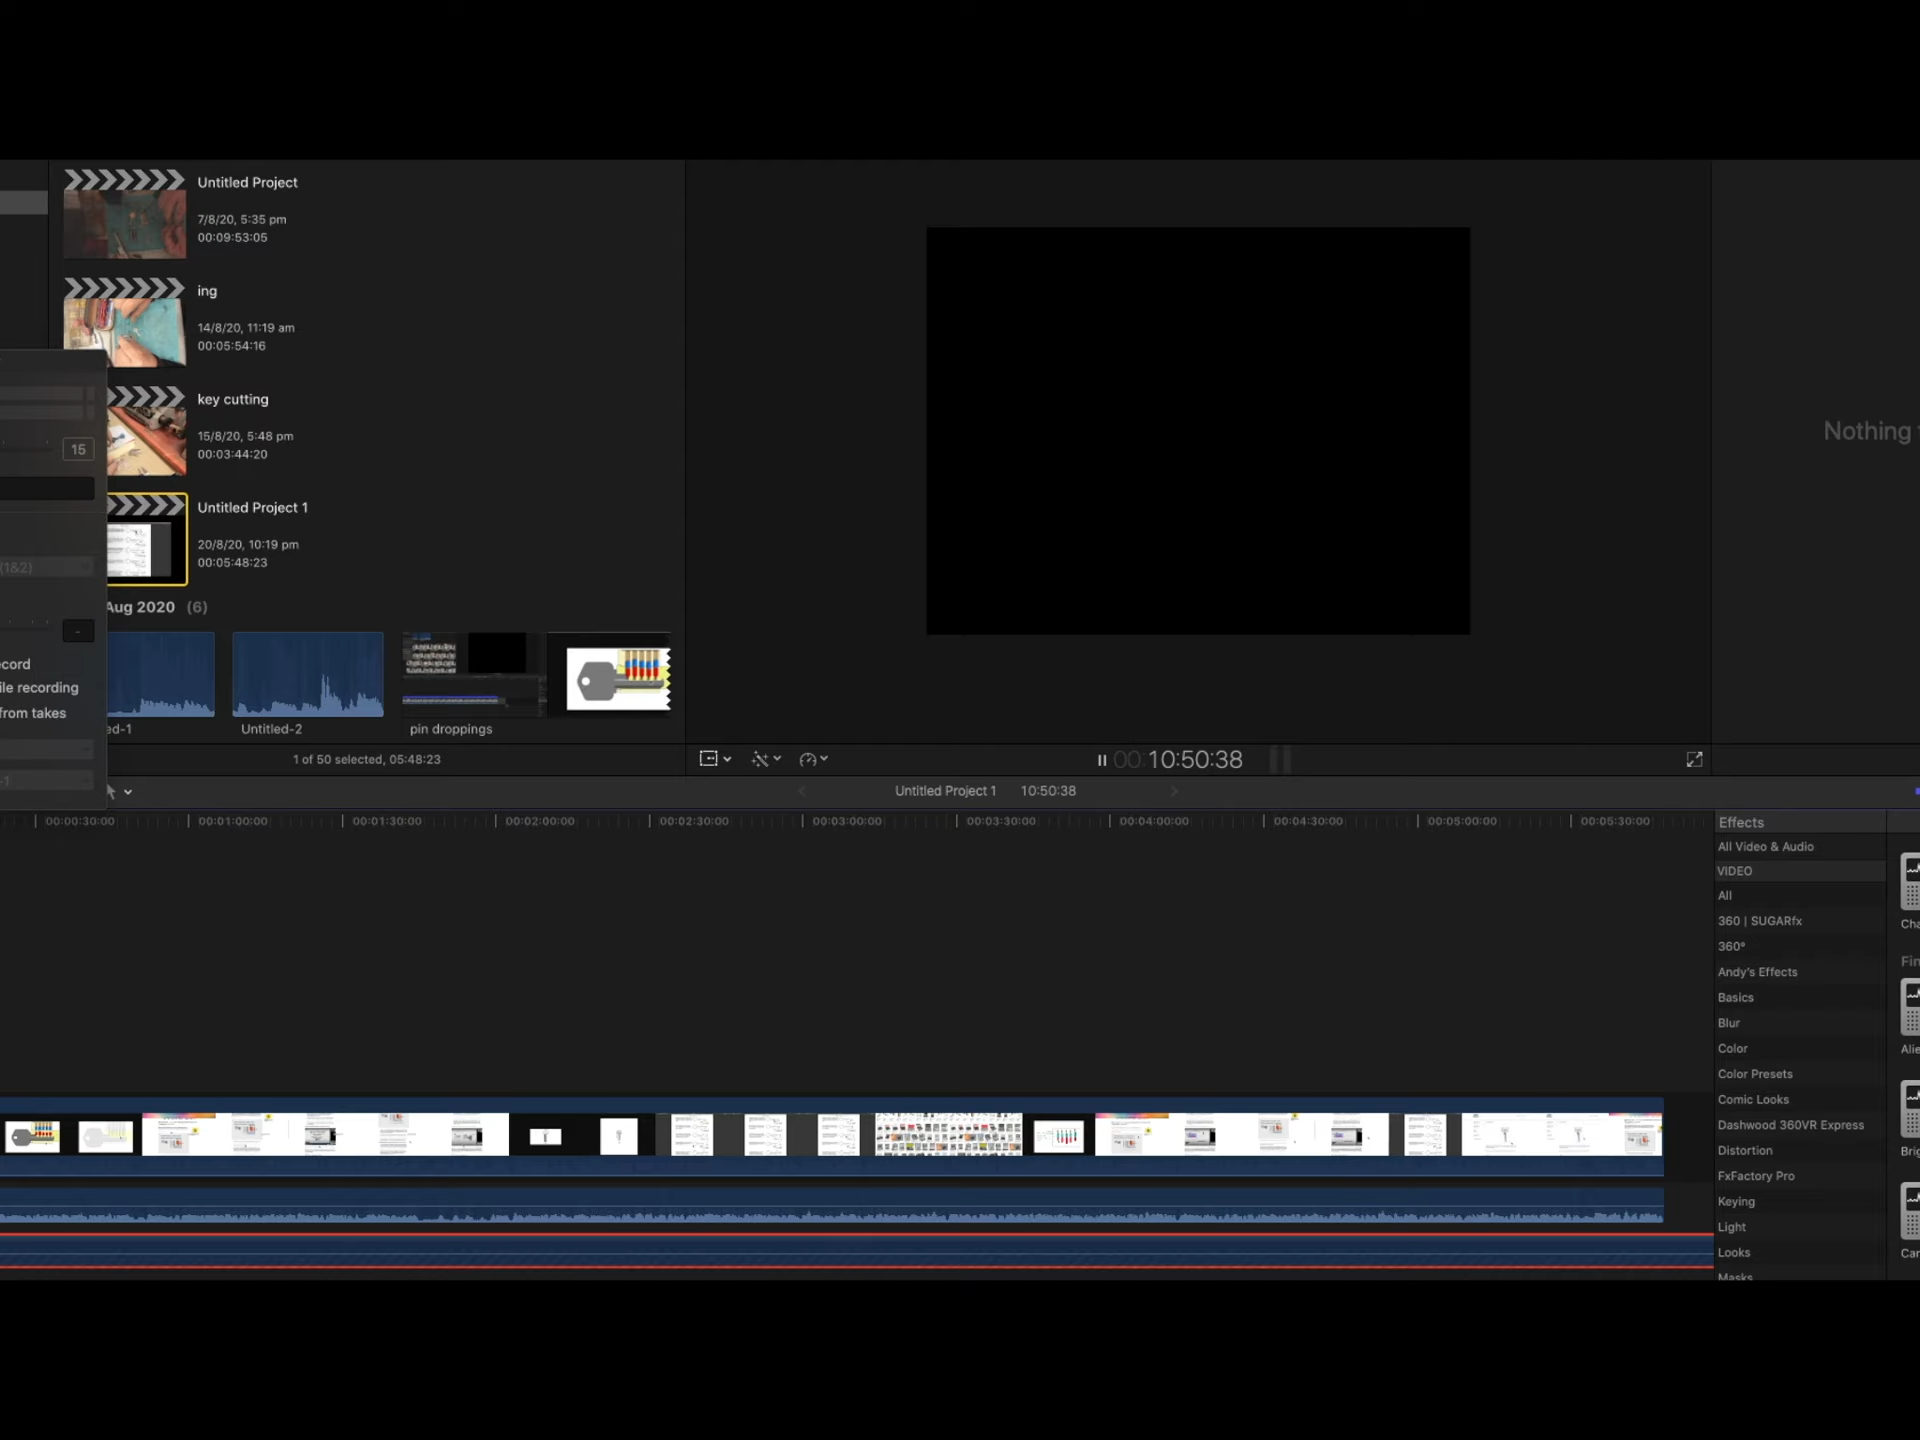 Untitled Project
7/8/20, 5:35 pm
00:09:53:05
ing
14/8/20, 11:19 am
00:05:54:16
key cutting
15/8/20, 5:48 pm
00:03:44:20
15
Untitled Project 1
20/8/20, 10:19 pm
00:05:48:23
(1&2)
Aug 2020 (6)
-
ecord
ile recording
from takes
ed-1
Untitled-2
pin droppings
-1
1 of 50 selected, 05:48:23
00:10:50:38
Nothing
Untitled Project 1 10:50:38
00:00:30:00 00:01:00:00 00:01:30:00 00:02:00:00 00:02:30:00 00:03:00:00 00:03:30:00 00:04:00:00 00:04:30:00 00:05:00:00 00:05:30:00
Effects
All Video & Audio
VIDEO
All
360 | SUGARfx
360°
Andy's Effects
Basics
Blur
Color
Color Presets
Comic Looks
Dashwood 360VR Express
Distortion
FxFactory Pro
Keying
Light
Looks
Masks
Cha
Fin
Alie
Brig
Car